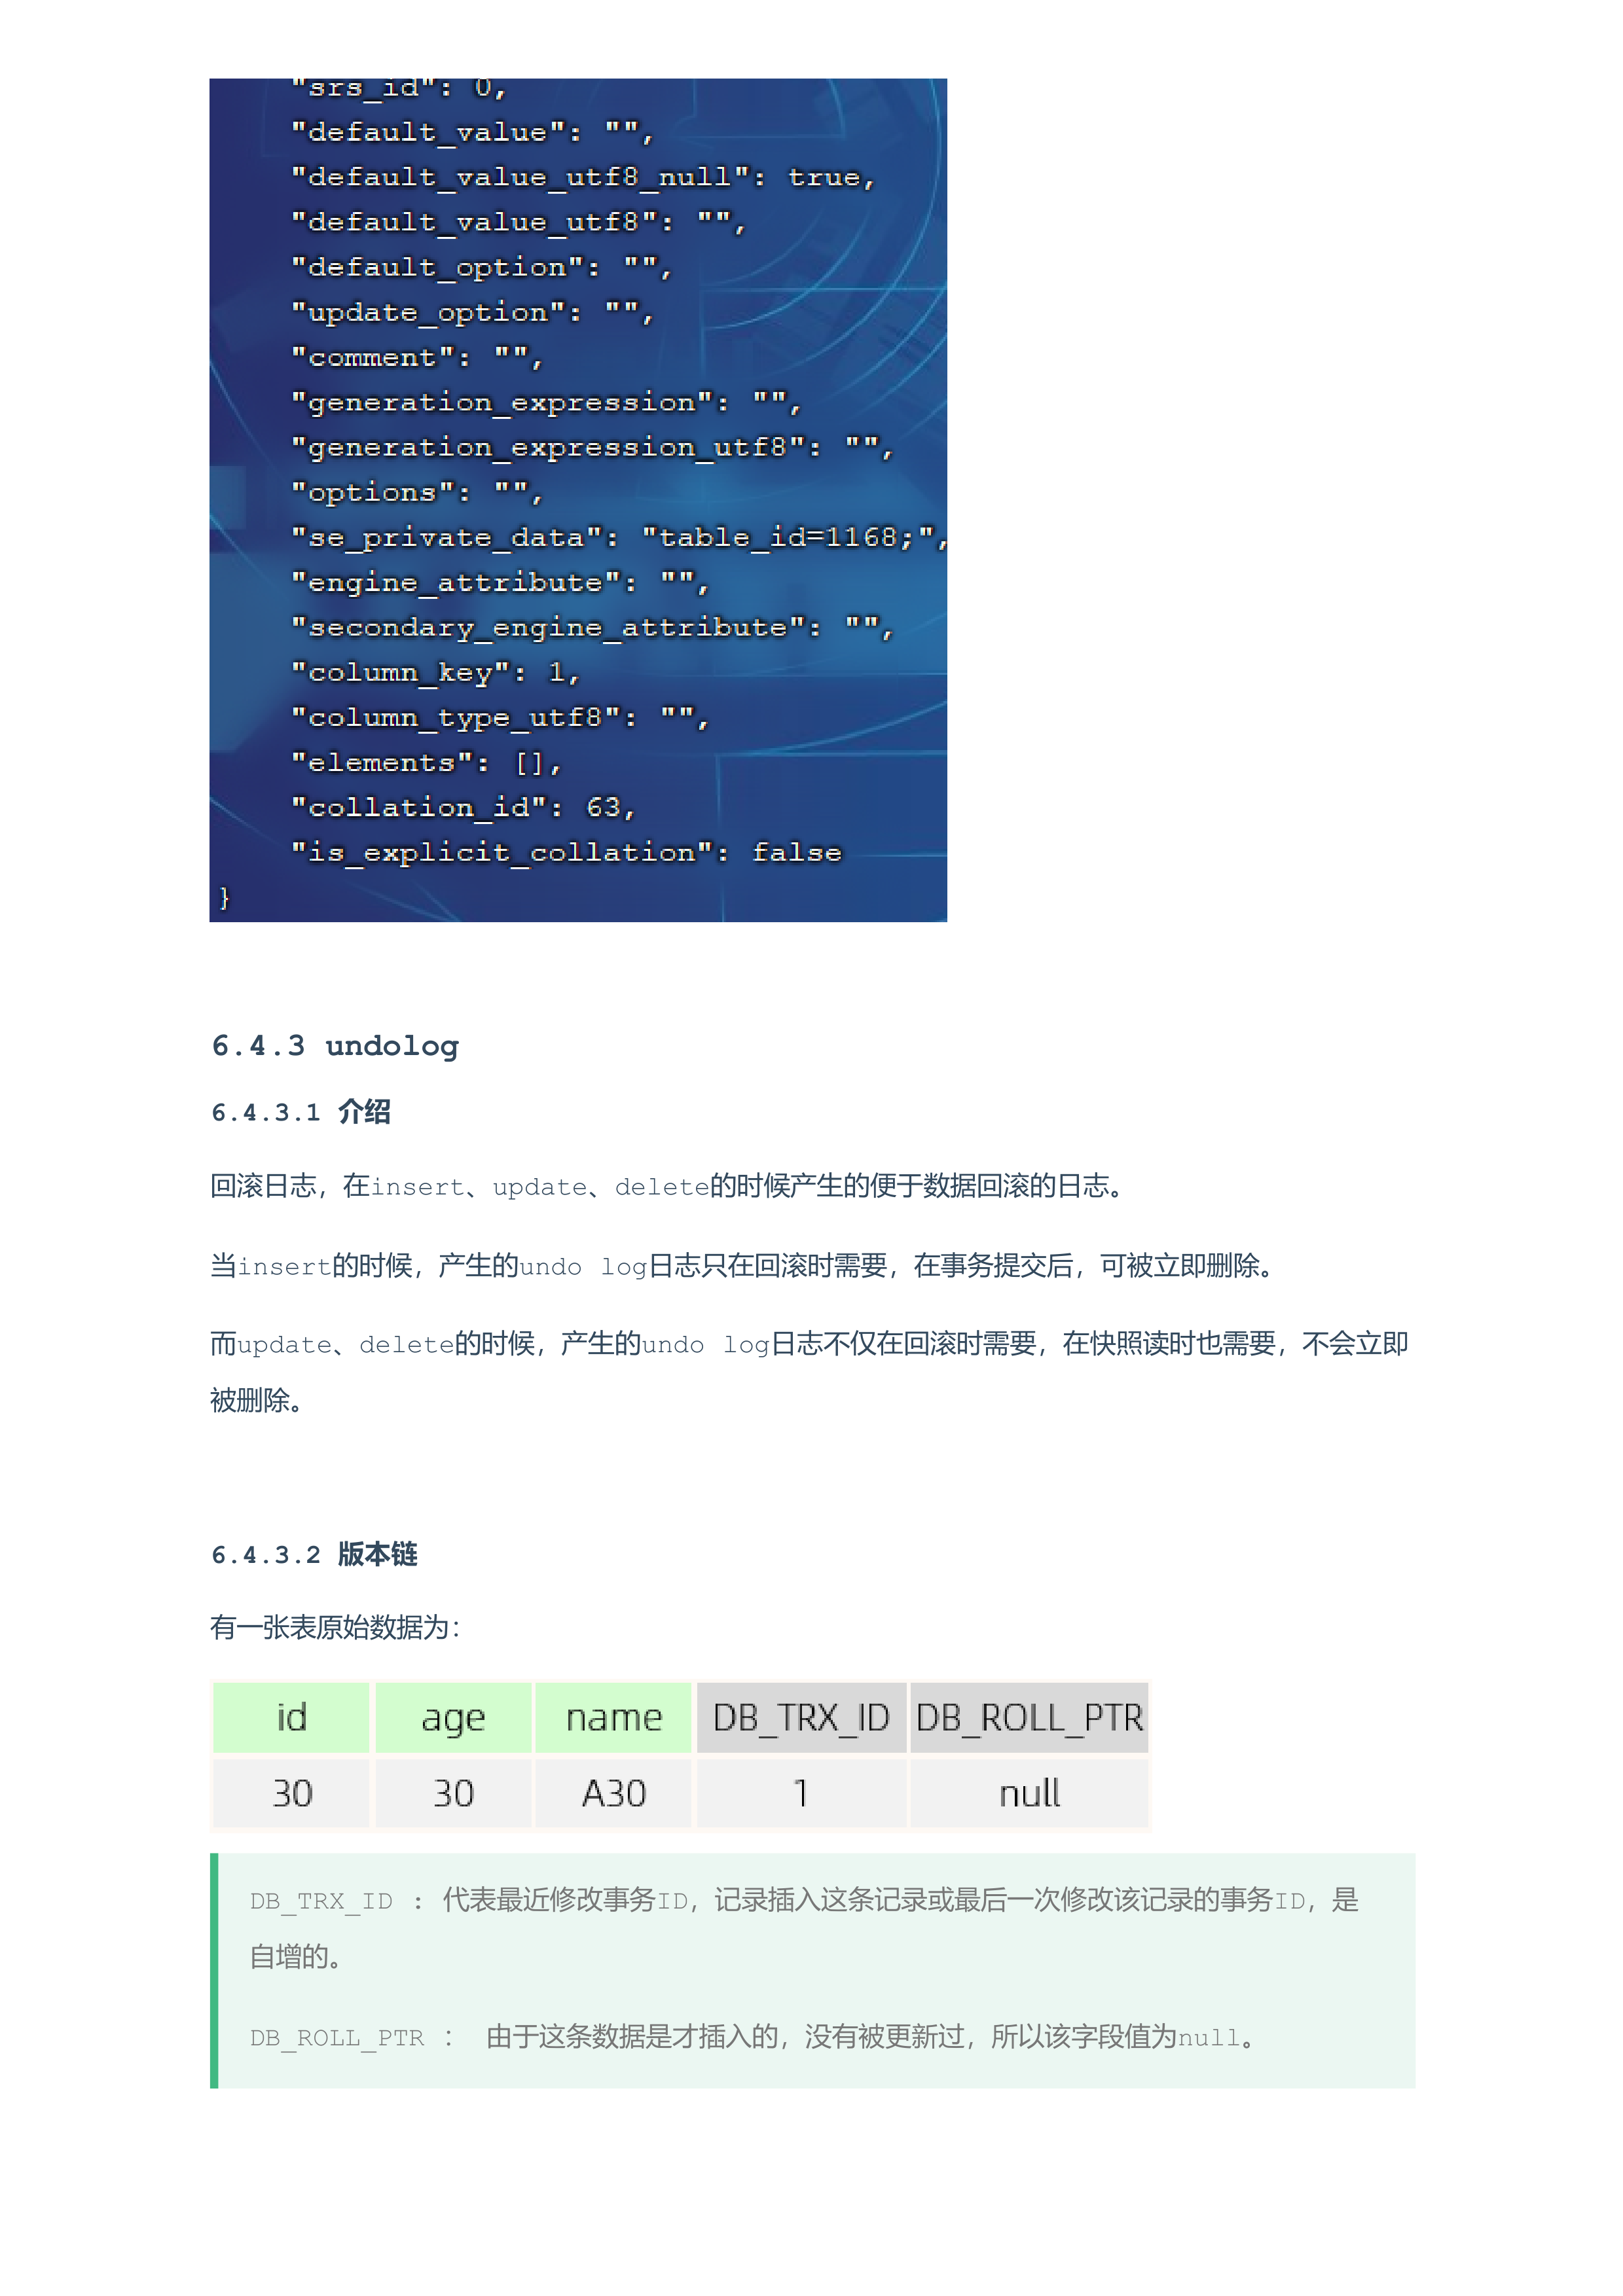 "srs_id": 0,
"default_value": "",
"default_value_utf8_null": true,
"default_value_utf8": "",
"default_option": "",
"update_option": "",
"comment": "",
"generation_expression": "",
"generation_expression_utf8": "",
"options": "",
"se_private_data": "table_id=1168;",
"engine_attribute": "",
"secondary_engine_attribute": "",
"column_key": 1,
"column_type_utf8": "",
"elements": [],
"collation_id": 63,
"is_explicit_collation": false
}
6.4.3 undolog
6.4.3.1 介绍
回滚日志，在insert、update、delete的时候产生的便于数据回滚的日志。
当insert的时候，产生的undo log日志只在回滚时需要，在事务提交后，可被立即删除。
而update、delete的时候，产生的undo log日志不仅在回滚时需要，在快照读时也需要，不会立即
被删除。
6.4.3.2 版本链
有一张表原始数据为：
id age name DB_TRX_ID DB_ROLL_PTR
30 30 A30 1 null
DB_TRX_ID : 代表最近修改事务ID，记录插入这条记录或最后一次修改该记录的事务ID，是
自增的。
DB_ROLL_PTR ： 由于这条数据是才插入的，没有被更新过，所以该字段值为null。